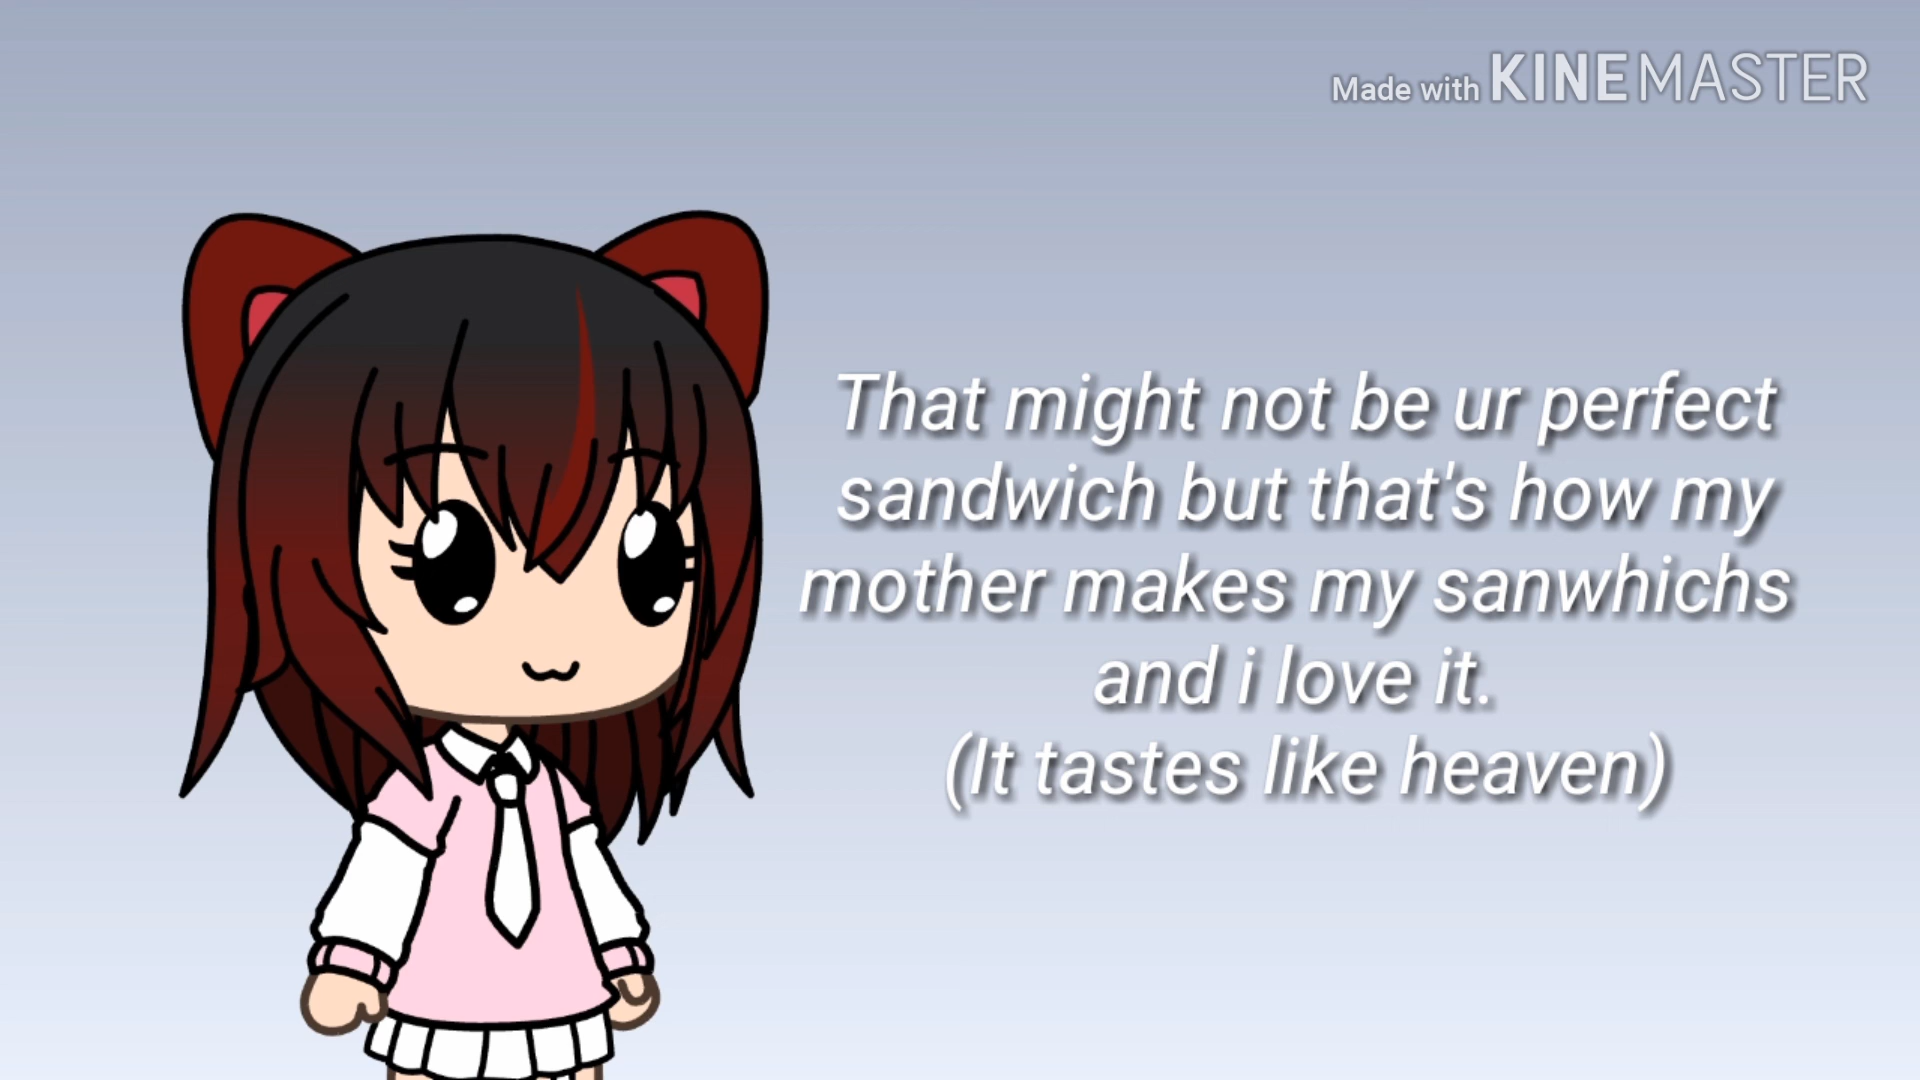 Made with KINEMASTER
That might not be ur perfect
sandwich but that's how my
mother makes my sanwhichs
and i love it.
(It tastes like heaven)